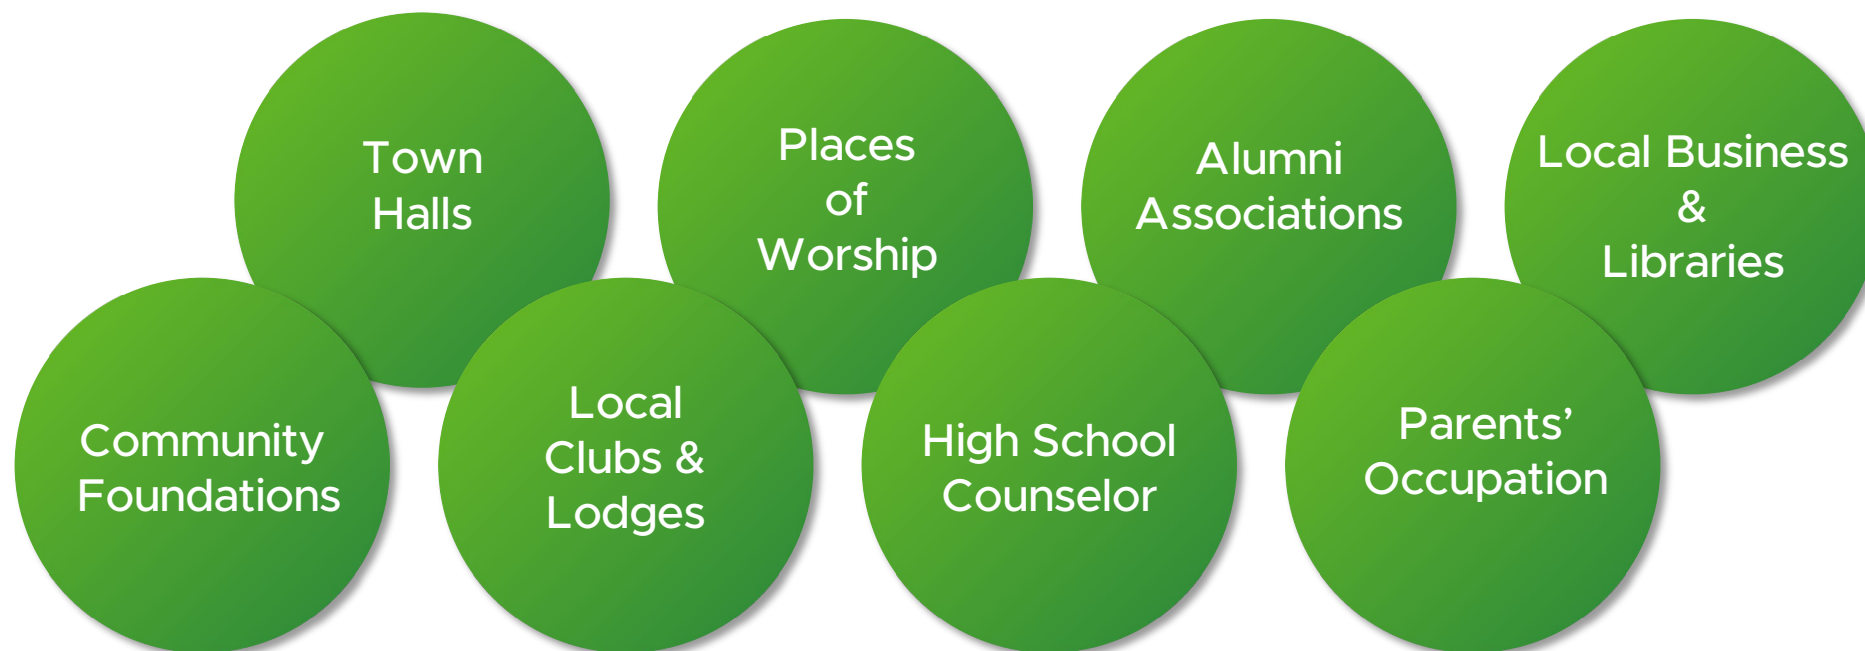 Town
Halls
Places
of
Worship
Alumni
Associations
Local Business
&
Libraries
Community
Foundations
Local
Clubs &
Lodges
High School
Counselor
Parents’
Occupation